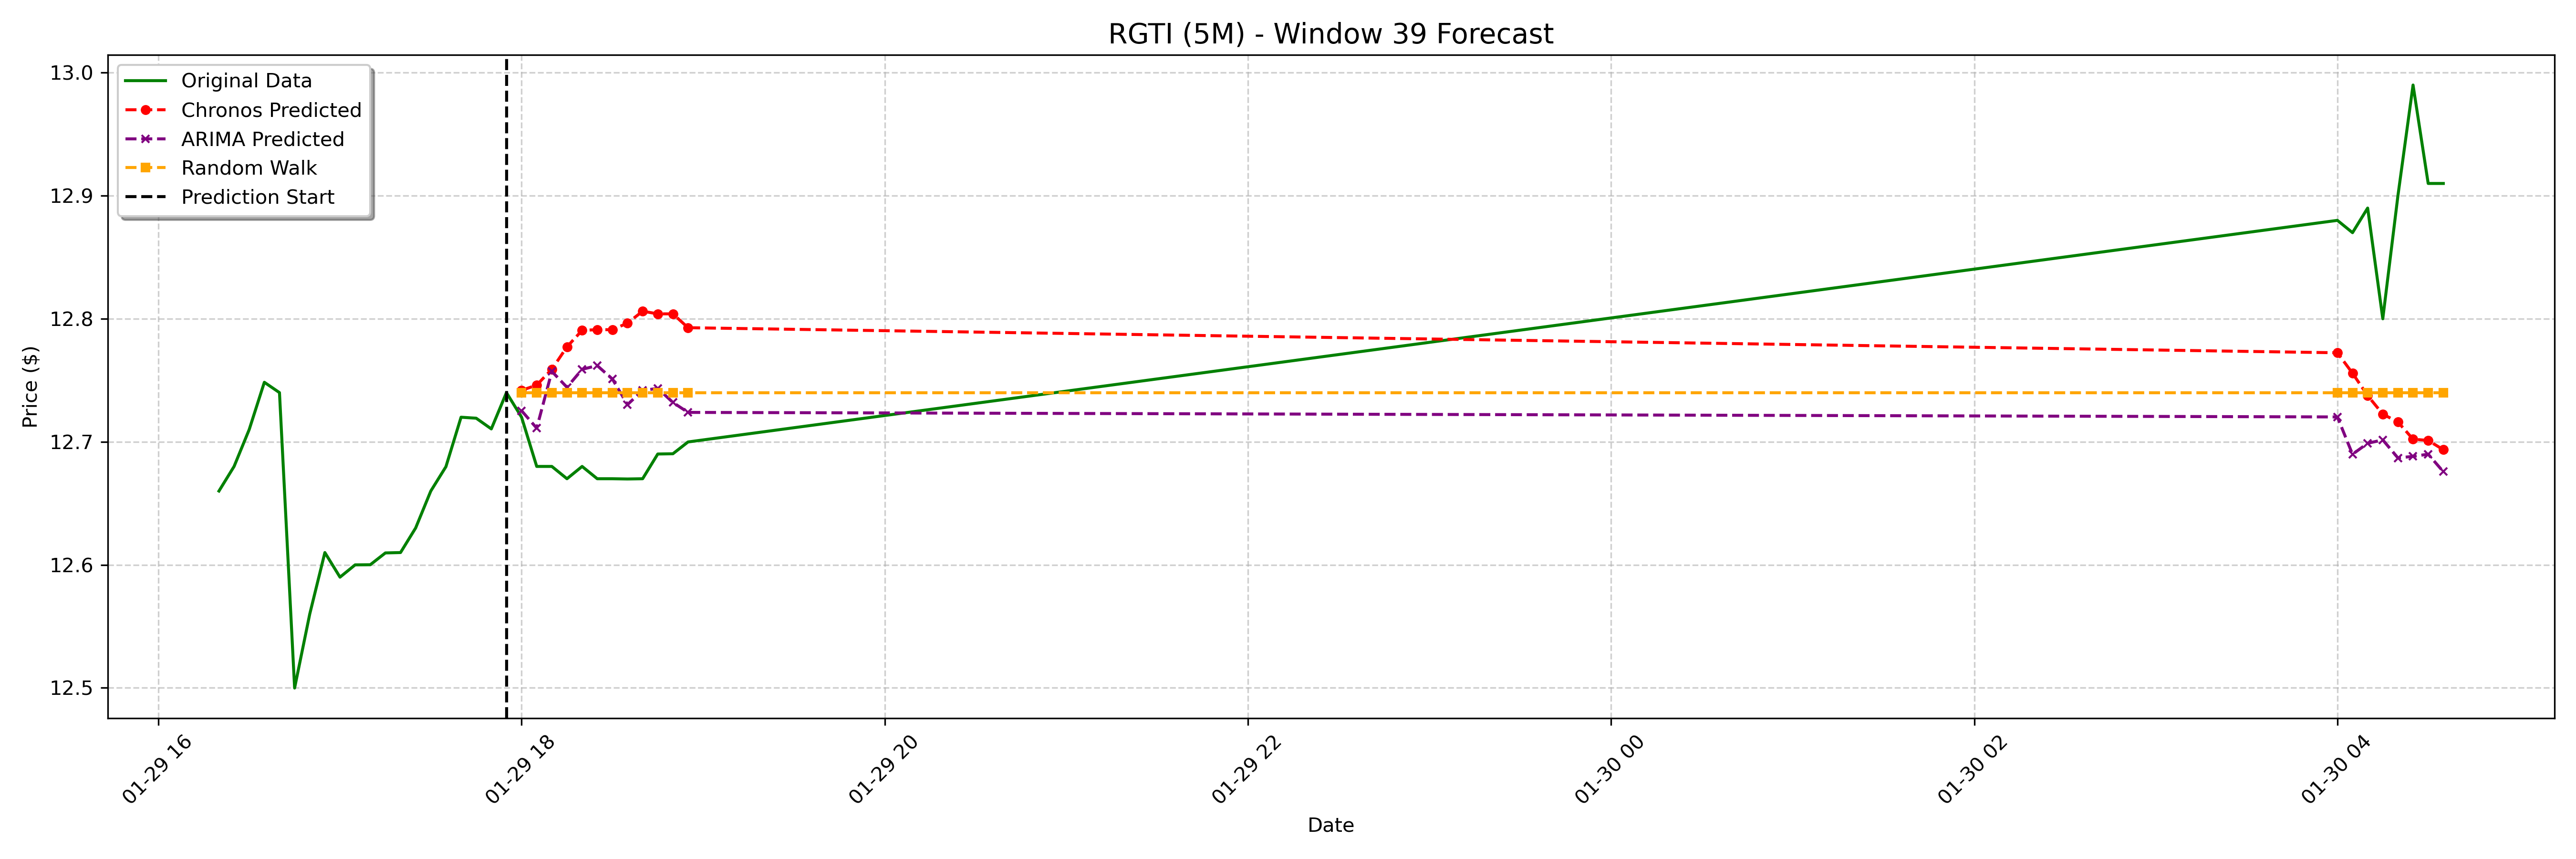 RGTI (5M) - Window 39 Forecast
Original Data
Chronos Predicted
ARIMA Predicted
Random Walk
Prediction Start
Price ($)
13.0
12.9
12.8
12.7
12.6
12.5
01-29 16
01-29 18
01-29 20
01-29 22
01-30 00
01-30 02
01-30 04
Date